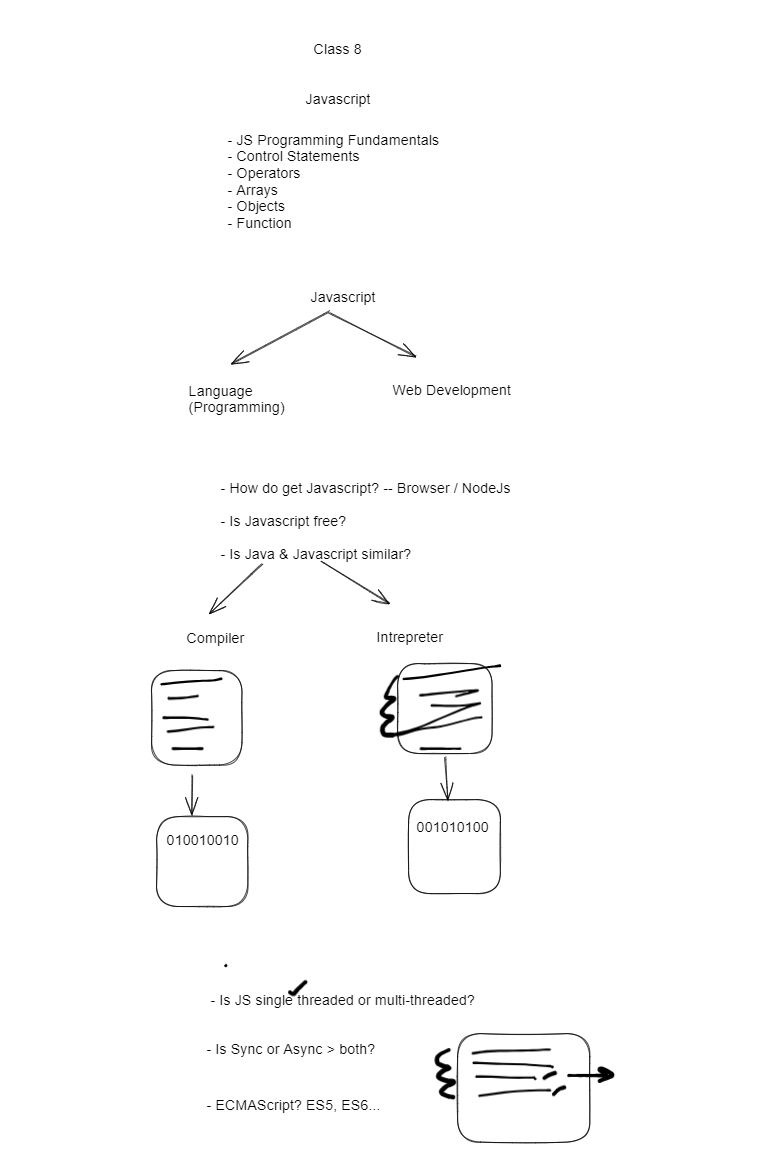 Class 8
Javascript
- JS Programming Fundamentals
- Control Statements
- Operators
- Arrays
- Objects
- Function
Javascript
Language
(Programming)
Web Development
- How do get Javascript? -- Browser / NodeJs
- Is Javascript free?
- Is Java & Javascript similar?
Compiler
Intrepreter
010010010
001010100
- Is JS single threaded or multi-threaded?
- Is Sync or Async > both?
- ECMAScript? ES5, ES6...